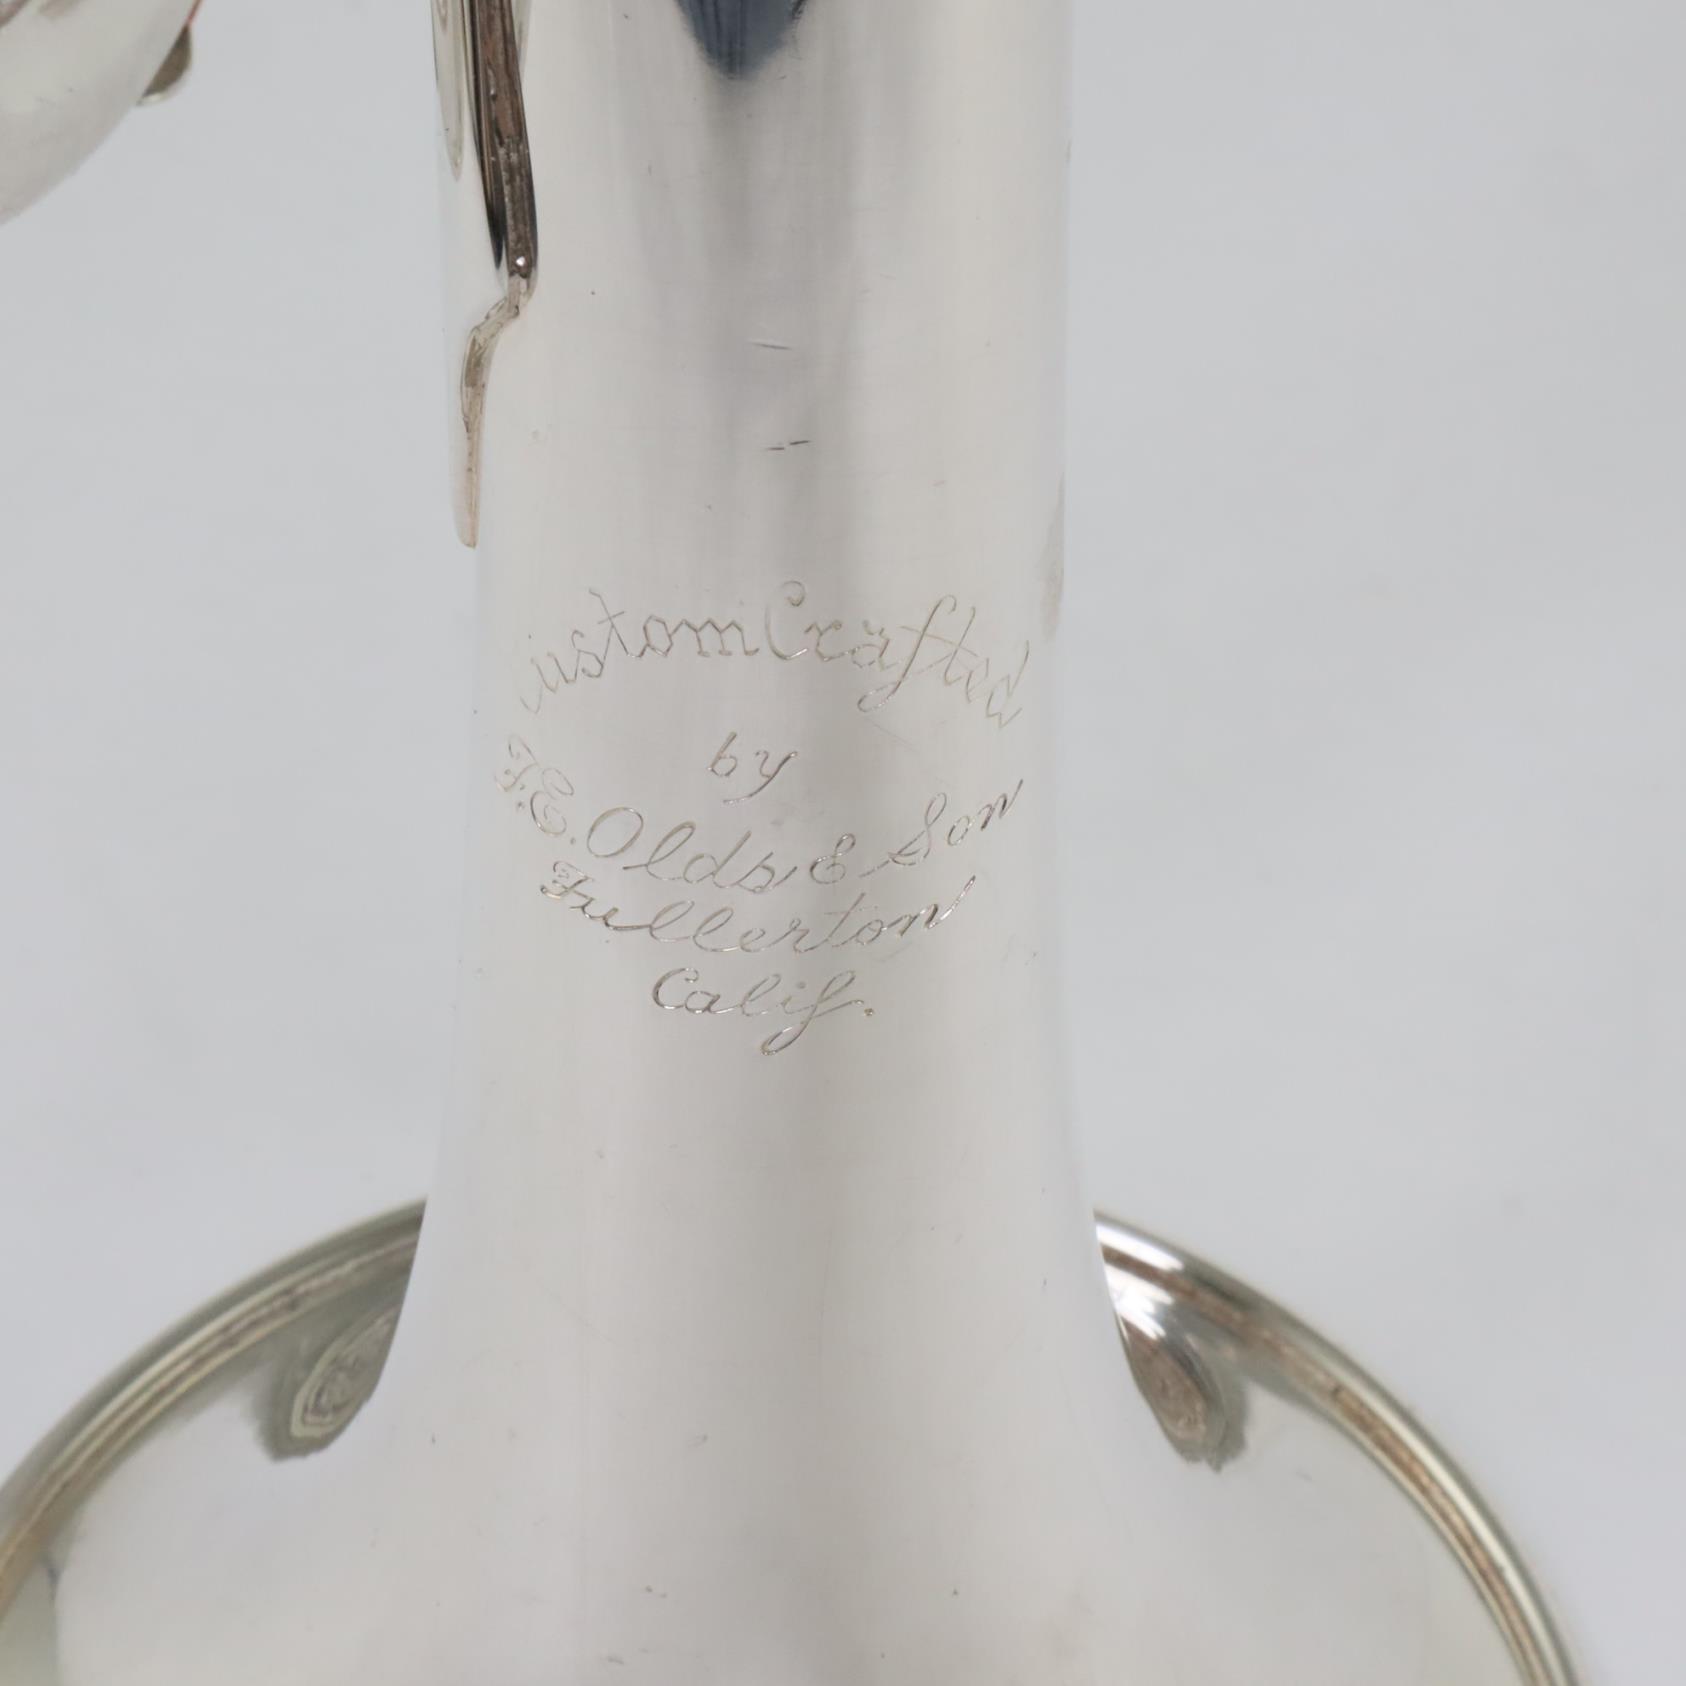 Custom Crafted
by
F.E. Olds & Son
Fullerton
Calif.